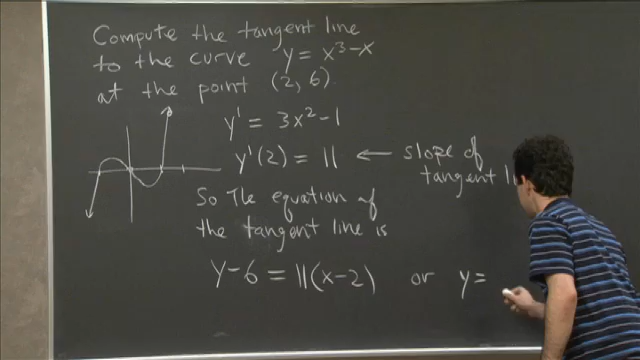 Compute the tangent line
to the curve y = x³-x
at the point (2, 6).
y' = 3x²-1
y'(2) = 11 ← slope of
tangent
So the equation of
the tangent line is
y-6 = 11(x-2) or y=